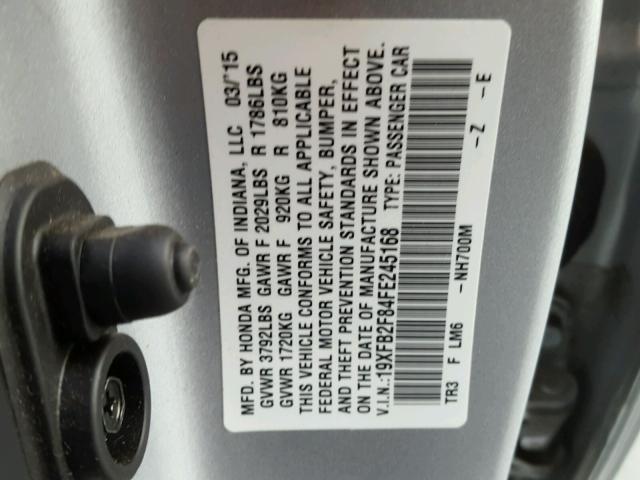 MFD. BY HONDA MFG. OF INDIANA, LLC 03/'15
GVWR 3792LBS GAWR F 2029LBS R 1786LBS
GVWR 1720KG GAWR F 920KG R 810KG
THIS VEHICLE CONFORMS TO ALL APPLICABLE
FEDERAL MOTOR VEHICLE SAFETY, BUMPER,
AND THEFT PREVENTION STANDARDS IN EFFECT
ON THE DATE OF MANUFACTURE SHOWN ABOVE.
V.I.N.:19XFB2F84FE245168 TYPE: PASSENGER CAR
TR3 F LM6 -NH700M -Z -E